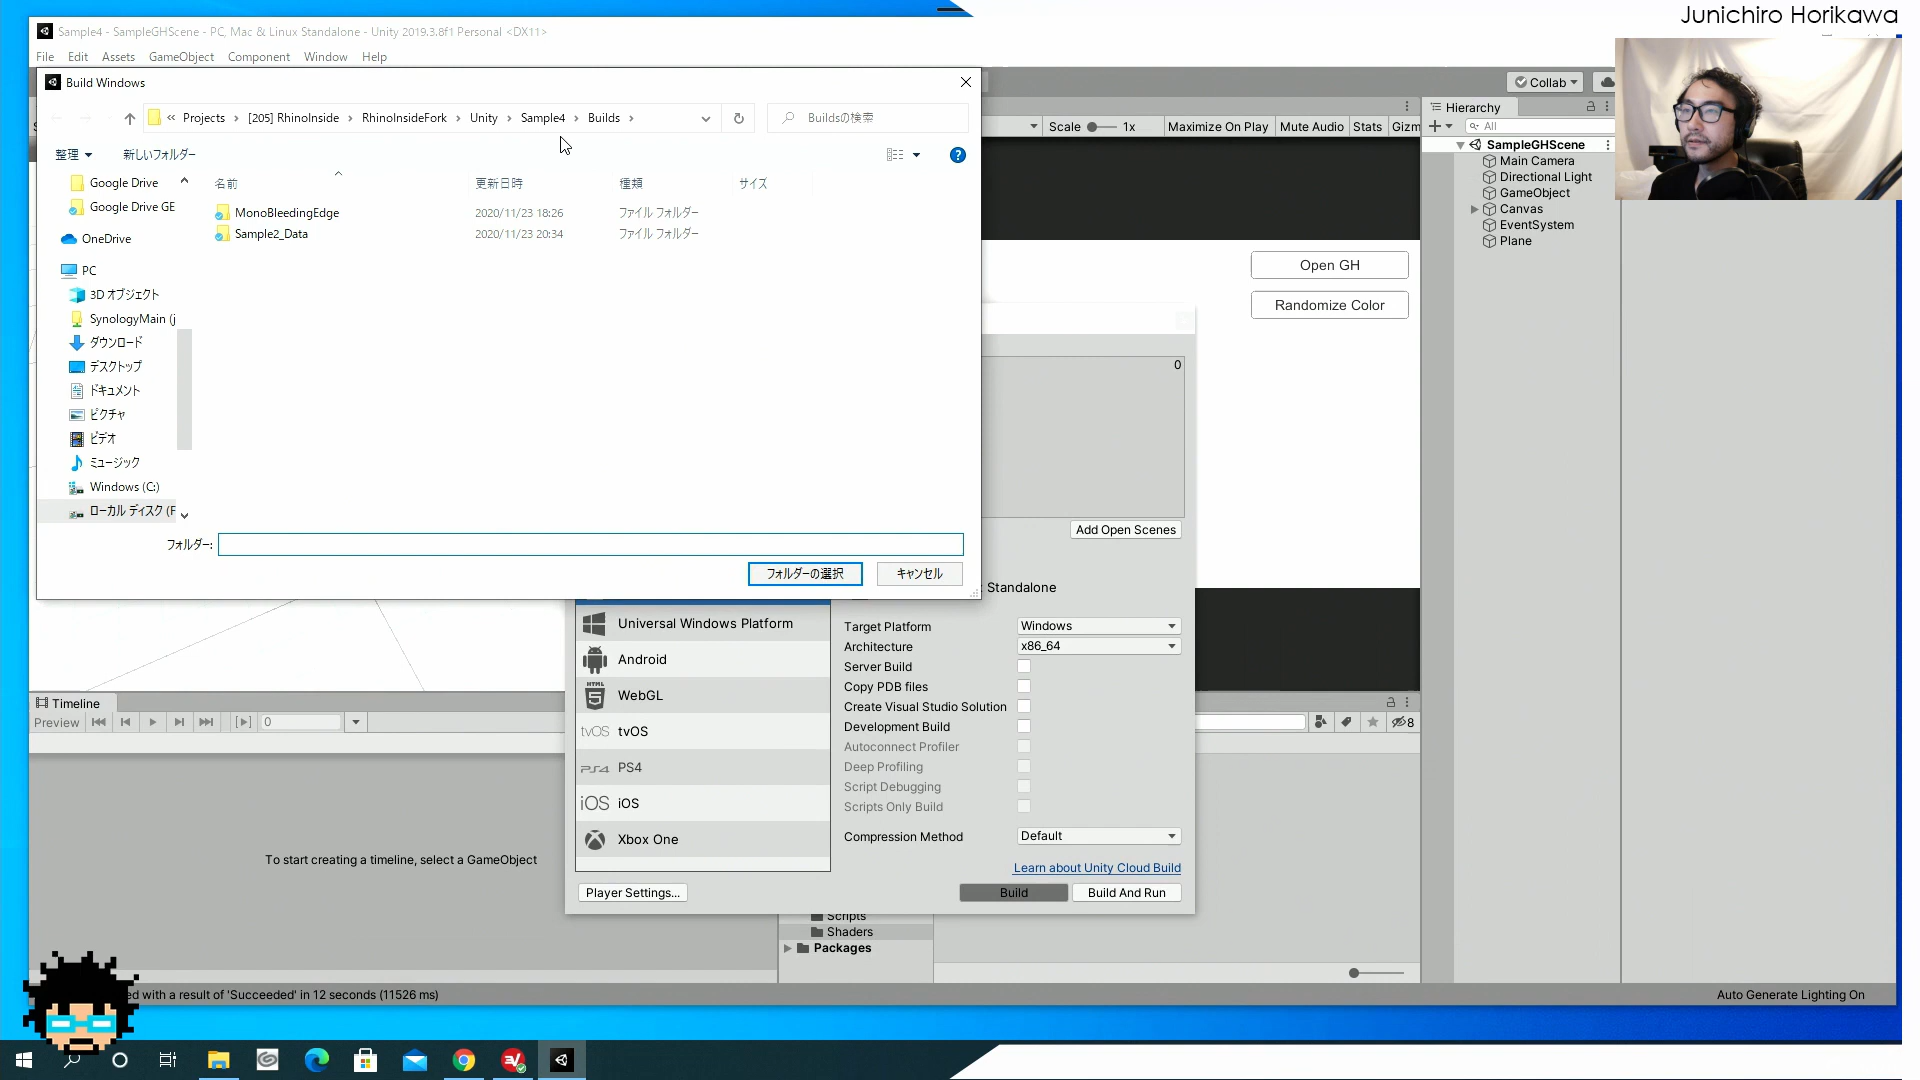 Junichiro Horikawa
Sample4 - SampleGHScene - PC, Mac & Linux Standalone - Unity 2019.3.8f1 Personal <DX11>
File Edit Assets GameObject Component Window Help
Build Windows
« Projects › [205] RhinoInside › RhinoInsideFork › Unity › Sample4 › Builds ›
Buildsの検索
整理
新しいフォルダー
Google Drive
Google Drive GE
OneDrive
PC
3D オブジェクト
SynologyMain (j
ダウンロード
デスクトップ
ドキュメント
ピクチャ
ビデオ
ミュージック
Windows (C:)
ローカル ディスク (F
名前 更新日時 種類 サイズ
MonoBleedingEdge 2020/11/23 18:26 ファイル フォルダー
Sample2_Data 2020/11/23 20:34 ファイル フォルダー
フォルダー:
フォルダーの選択 キャンセル
Collab
Scale 1x Maximize On Play Mute Audio Stats Gizm
Open GH
Randomize Color
Hierarchy
All
SampleGHScene
Main Camera
Directional Light
GameObject
Canvas
EventSystem
Plane
0
Add Open Scenes
Standalone
Universal Windows Platform
Android
HTML
WebGL
tvOS tvOS
PS4
iOS iOS
Xbox One
Target Platform Windows
Architecture x86_64
Server Build
Copy PDB files
Create Visual Studio Solution
Development Build
Autoconnect Profiler
Deep Profiling
Script Debugging
Scripts Only Build
Compression Method Default
Learn about Unity Cloud Build
Player Settings... Build Build And Run
Timeline
Preview 0
8
To start creating a timeline, select a GameObject
Scripts
Shaders
Packages
ed with a result of 'Succeeded' in 12 seconds (11526 ms)
Auto Generate Lighting On